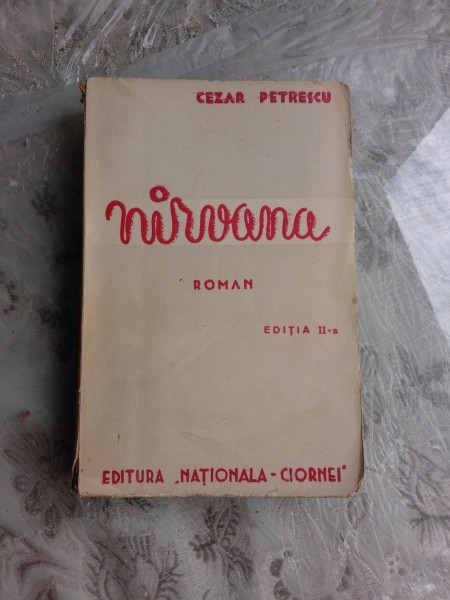 CEZAR PETRESCU
nirvana
ROMAN
EDIȚIA II-a
EDITURA „NAȚIONALA-CIORNEI"